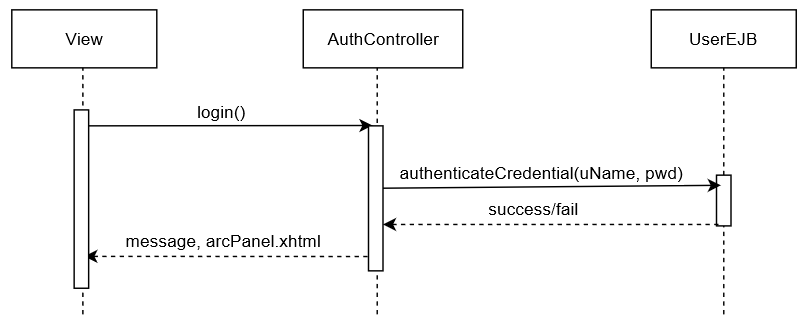 View
AuthController
UserEJB
login()
authenticateCredential(uName, pwd)
success/fail
message, arcPanel.xhtml